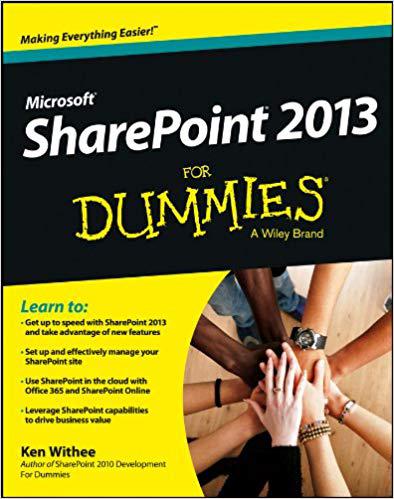 Making Everything Easier!™
Microsoft®
SharePoint® 2013
FOR
DUMMIES®
A Wiley Brand
Learn to:
• Get up to speed with SharePoint 2013
and take advantage of new features
• Set up and effectively manage your
SharePoint site
• Use SharePoint in the cloud with
Office 365 and SharePoint Online
• Leverage SharePoint capabilities
to drive business value
Ken Withee
Author of SharePoint 2010 Development
For Dummies